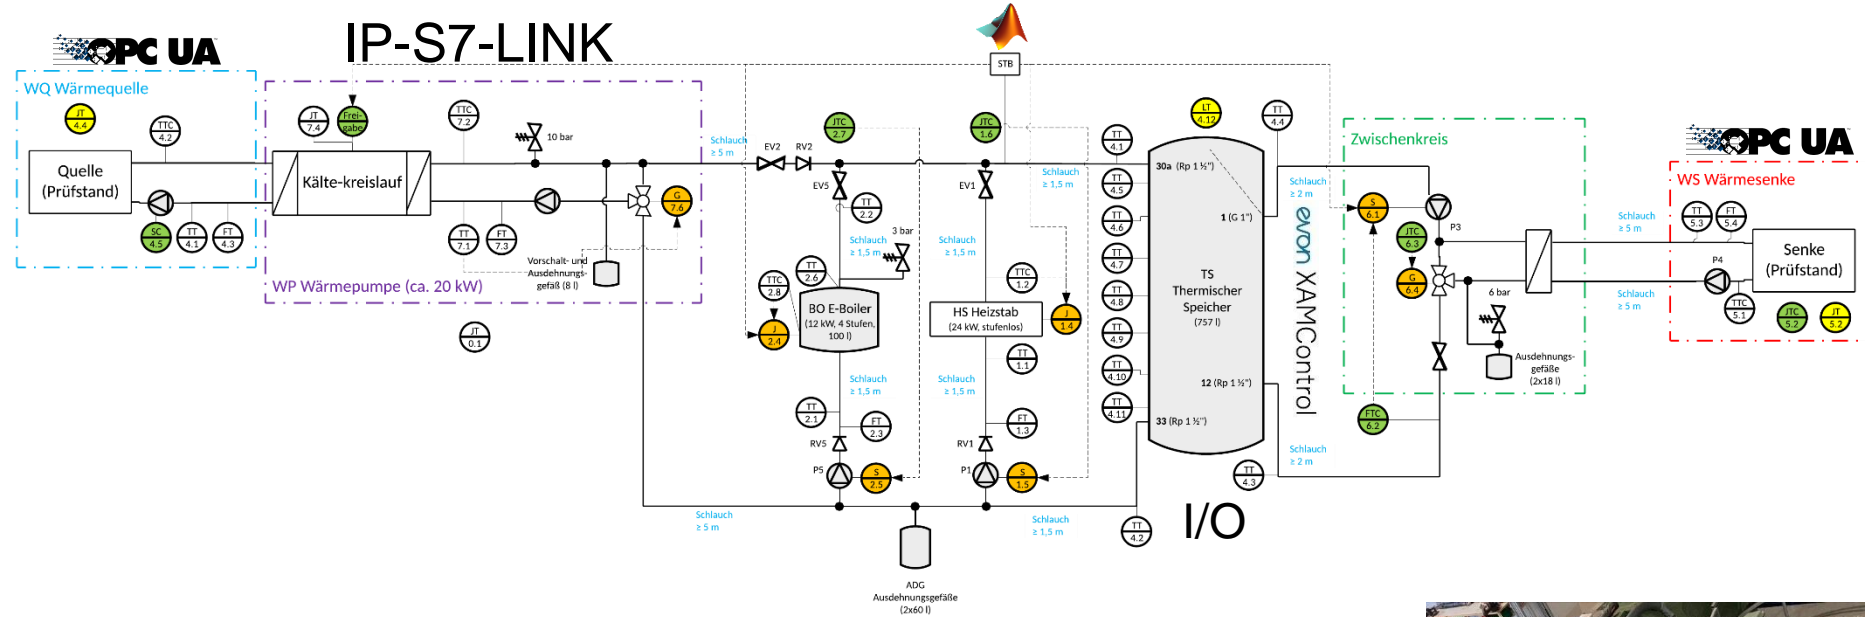 OPC UA
IP-S7-LINK
STB
WQ Wärmequelle
JT
4.4
TTC
4.2
Quelle
(Prüfstand)
SC
4.5
TT
4.1
FT
4.3
JT
7.4
Frei-
gabe
TTC
7.2
10 bar
Kälte-kreislauf
TT
7.1
FT
7.3
G
7.6
Vorschalt- und
Ausdehnungs-
gefäß (8 l)
WP Wärmepumpe (ca. 20 kW)
JT
0.1
Schlauch
≥ 5 m
EV2
RV2
JTC
2.7
EV5
TT
2.2
Schlauch
≥ 1,5 m
3 bar
TT
2.6
TTC
2.8
J
2.4
BO E-Boiler
(12 kW, 4 Stufen,
100 l)
Schlauch
≥ 1,5 m
TT
2.1
FT
2.3
RV5
P5
S
2.5
Schlauch
≥ 5 m
JTC
1.6
EV1
Schlauch
≥ 1,5 m
Schlauch
≥ 1,5 m
TTC
1.2
HS Heizstab
(24 kW, stufenlos)
J
1.4
TT
1.1
Schlauch
≥ 1,5 m
FT
1.3
RV1
P1
S
1.5
Schlauch
≥ 1,5 m
ADG
Ausdehnungsgefäße
(2x60 l)
LT
4.12
TT
4.4
TT
4.1
TT
4.5
TT
4.6
TT
4.7
TT
4.8
TT
4.9
TT
4.10
TT
4.11
30a (Rp 1 ½")
1 (G 1")
TS
Thermischer
Speicher
(757 l)
12 (Rp 1 ½")
33 (Rp 1 ½")
TT
4.2
TT
4.3
I/O
evon XAMControl
Schlauch
≥ 2 m
Schlauch
≥ 2 m
Zwischenkreis
S
6.1
P3
JTC
6.3
G
6.4
6 bar
Ausdehnungs-
gefäße
(2x18 l)
FTC
6.2
Schlauch
≥ 5 m
Schlauch
≥ 5 m
OPC UA
WS Wärmesenke
TT
5.3
FT
5.4
Senke
(Prüfstand)
P4
TTC
5.1
JTC
5.2
JT
5.2